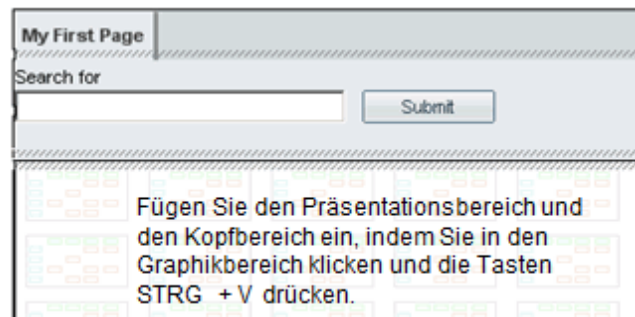 My First Page
Search for
Submit
Fügen Sie den Präsentationsbereich und
den Kopfbereich ein, indem Sie in den
Graphikbereich klicken und die Tasten
STRG + V drücken.